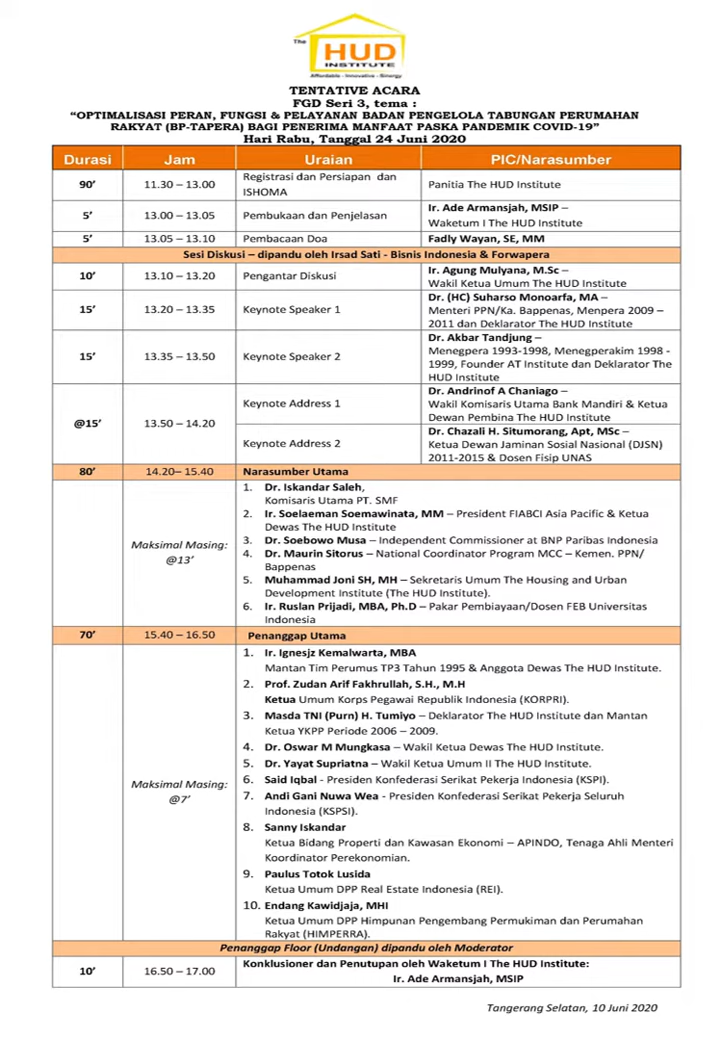 The
HUD
INSTITUTE
Affordable - Innovative - Sinergy
TENTATIVE ACARA
FGD Seri 3, tema :
“OPTIMALISASI PERAN, FUNGSI & PELAYANAN BADAN PENGELOLA TABUNGAN PERUMAHAN
RAKYAT (BP-TAPERA) BAGI PENERIMA MANFAAT PASKA PANDEMIK COVID-19”
Hari Rabu, Tanggal 24 Juni 2020
Durasi Jam Uraian PIC/Narasumber
90’ 11.30 – 13.00 Registrasi dan Persiapan dan
ISHOMA
Panitia The HUD Institute
5’ 13.00 – 13.05 Pembukaan dan Penjelasan
Ir. Ade Armansjah, MSIP –
Waketum I The HUD Institute
5’ 13.05 – 13.10 Pembacaan Doa Fadly Wayan, SE, MM
Sesi Diskusi – dipandu oleh Irsad Sati - Bisnis Indonesia & Forwapera
10’ 13.10 – 13.20 Pengantar Diskusi
Ir. Agung Mulyana, M.Sc –
Wakil Ketua Umum The HUD Institute
15’ 13.20 – 13.35 Keynote Speaker 1
Dr. (HC) Suharso Monoarfa, MA –
Menteri PPN/Ka. Bappenas, Menpera 2009 –
2011 dan Deklarator The HUD Institute
15’ 13.35 – 13.50 Keynote Speaker 2
Dr. Akbar Tandjung –
Menegpera 1993-1998, Menegperakim 1998 -
1999, Founder AT Institute dan Deklarator The
HUD Institute
@15’ 13.50 – 14.20
Keynote Address 1
Dr. Andrinof A Chaniago –
Wakil Komisaris Utama Bank Mandiri & Ketua
Dewan Pembina The HUD Institute
Keynote Address 2
Dr. Chazali H. Situmorang, Apt, MSc –
Ketua Dewan Jaminan Sosial Nasional (DJSN)
2011-2015 & Dosen Fisip UNAS
80’ 14.20– 15.40 Narasumber Utama
Maksimal Masing:
@13’
1. Dr. Iskandar Saleh,
Komisaris Utama PT. SMF
2. Ir. Soelaeman Soemawinata, MM – President FIABCI Asia Pacific & Ketua
Dewas The HUD Institute
3. Dr. Soebowo Musa – Independent Commissioner at BNP Paribas Indonesia
4. Dr. Maurin Sitorus – National Coordinator Program MCC – Kemen. PPN/
Bappenas
5. Muhammad Joni SH, MH – Sekretaris Umum The Housing and Urban
Development Institute (The HUD Institute).
6. Ir. Ruslan Prijadi, MBA, Ph.D – Pakar Pembiayaan/Dosen FEB Universitas
Indonesia
70’ 15.40 – 16.50 Penanggap Utama
Maksimal Masing:
@7’
1. Ir. Ignesjz Kemalwarta, MBA
Mantan Tim Perumus TP3 Tahun 1995 & Anggota Dewas The HUD Institute.
2. Prof. Zudan Arif Fakhrullah, S.H., M.H
Ketua Umum Korps Pegawai Republik Indonesia (KORPRI).
3. Masda TNI (Purn) H. Tumiyo – Deklarator The HUD Institute dan Mantan
Ketua YKPP Periode 2006 – 2009.
4. Dr. Oswar M Mungkasa – Wakil Ketua Dewas The HUD Institute.
5. Dr. Yayat Supriatna – Wakil Ketua Umum II The HUD Institute.
6. Said Iqbal - Presiden Konfederasi Serikat Pekerja Indonesia (KSPI).
7. Andi Gani Nuwa Wea - Presiden Konfederasi Serikat Pekerja Seluruh
Indonesia (KSPSI).
8. Sanny Iskandar
Ketua Bidang Properti dan Kawasan Ekonomi – APINDO, Tenaga Ahli Menteri
Koordinator Perekonomian.
9. Paulus Totok Lusida
Ketua Umum DPP Real Estate Indonesia (REI).
10. Endang Kawidjaja, MHI
Ketua Umum DPP Himpunan Pengembang Permukiman dan Perumahan
Rakyat (HIMPERRA).
Penanggap Floor (Undangan) dipandu oleh Moderator
10’ 16.50 – 17.00 Konklusioner dan Penutupan oleh Waketum I The HUD Institute:
Ir. Ade Armansjah, MSIP
Tangerang Selatan, 10 Juni 2020